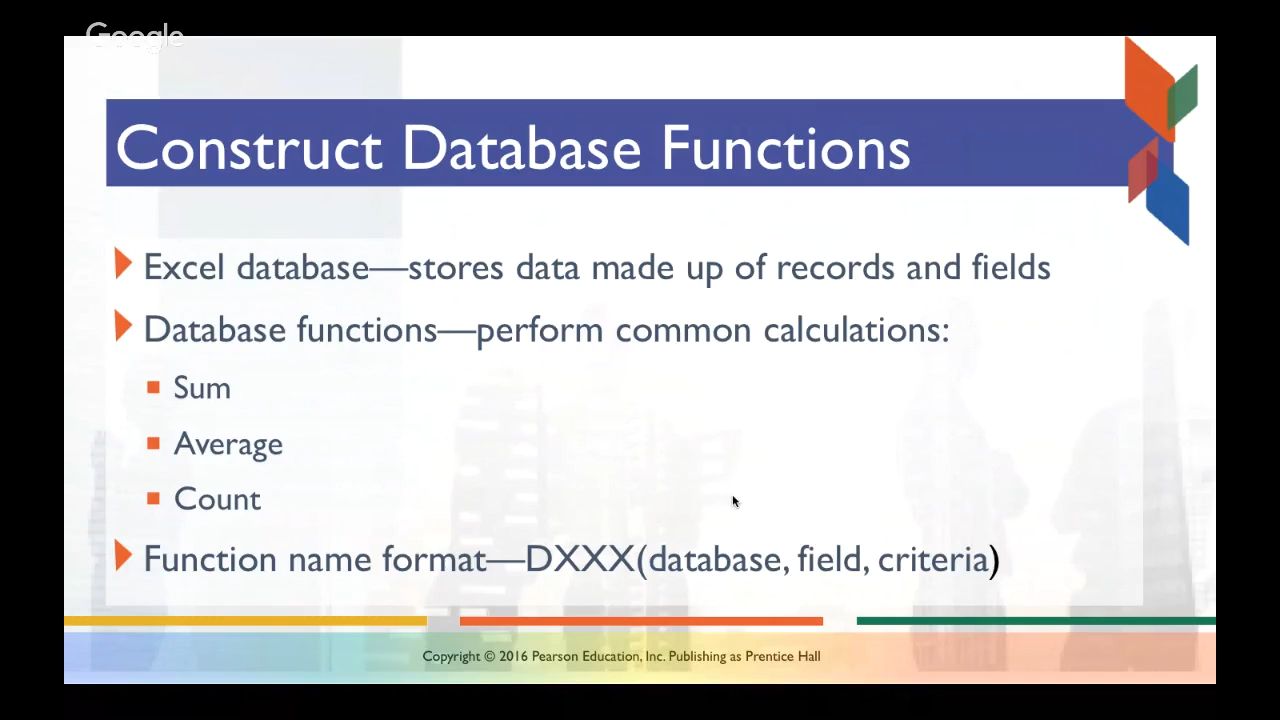 Google
Construct Database Functions
Excel database—stores data made up of records and fields
Database functions—perform common calculations:
Sum
Average
Count
Function name format—DXXX(database, field, criteria)
Copyright © 2016 Pearson Education, Inc. Publishing as Prentice Hall